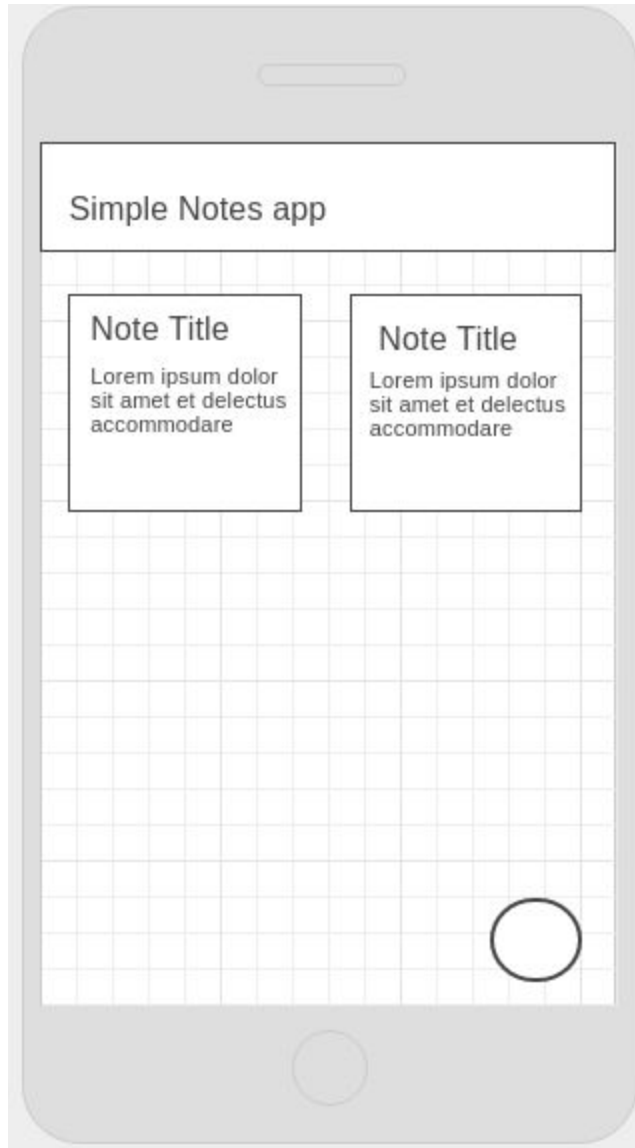 Simple Notes app
Note Title
Lorem ipsum dolor
sit amet et delectus
accommodare
Note Title
Lorem ipsum dolor
sit amet et delectus
accommodare